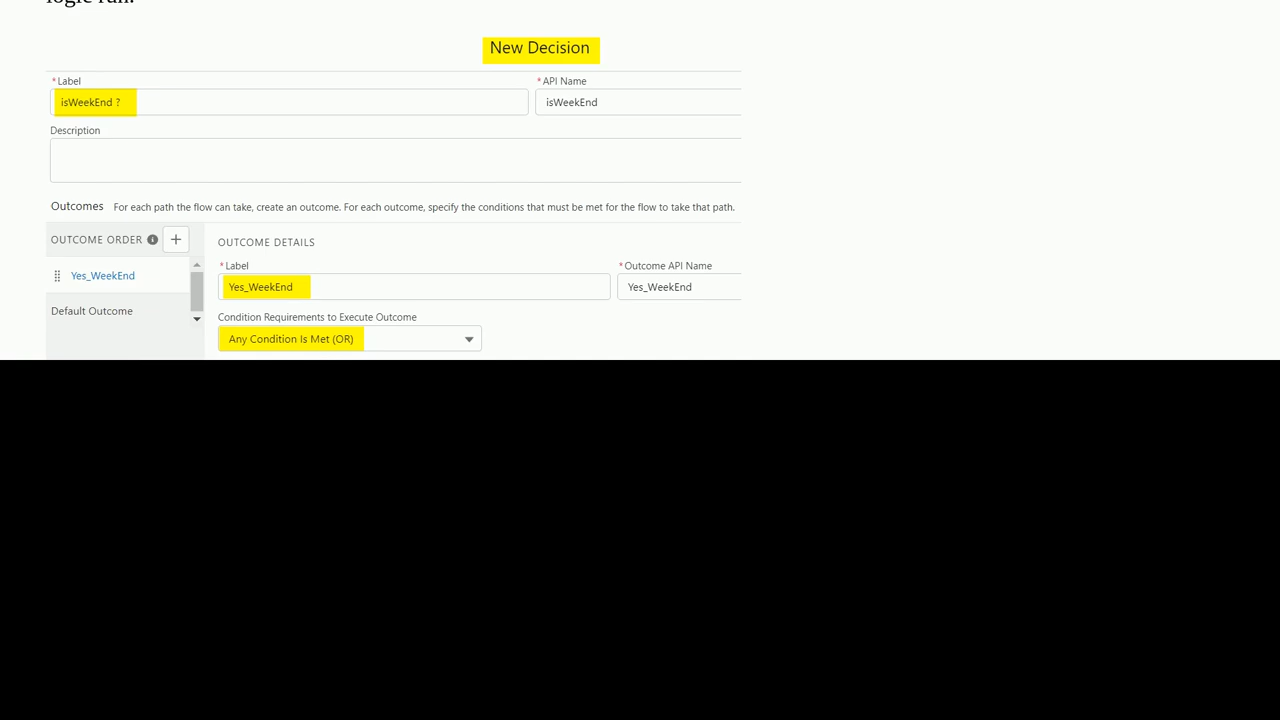 logic run.
New Decision
* Label
* API Name
isWeekEnd ?
isWeekEnd
Description
Outcomes For each path the flow can take, create an outcome. For each outcome, specify the conditions that must be met for the flow to take that path.
OUTCOME ORDER
OUTCOME DETAILS
Yes_WeekEnd
Default Outcome
* Label
* Outcome API Name
Yes_WeekEnd
Yes_WeekEnd
Condition Requirements to Execute Outcome
Any Condition Is Met (OR)